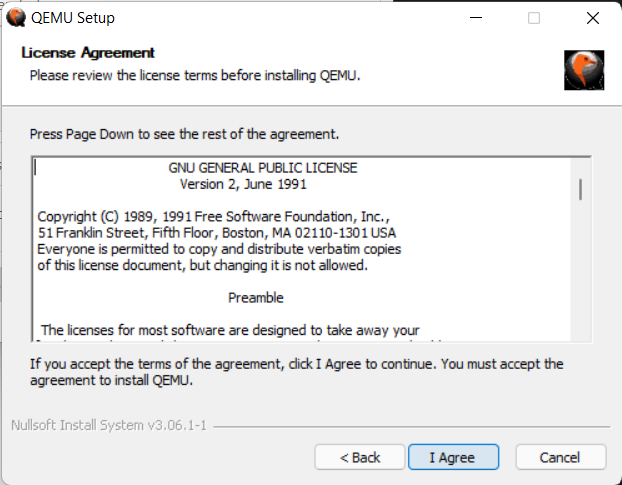 QEMU Setup
License Agreement
Please review the license terms before installing QEMU.
Press Page Down to see the rest of the agreement.
GNU GENERAL PUBLIC LICENSE
Version 2, June 1991
Copyright (C) 1989, 1991 Free Software Foundation, Inc.,
51 Franklin Street, Fifth Floor, Boston, MA 02110-1301 USA
Everyone is permitted to copy and distribute verbatim copies
of this license document, but changing it is not allowed.
Preamble
The licenses for most software are designed to take away your
If you accept the terms of the agreement, click I Agree to continue. You must accept the
agreement to install QEMU.
Nullsoft Install System v3.06.1-1
< Back
I Agree
Cancel